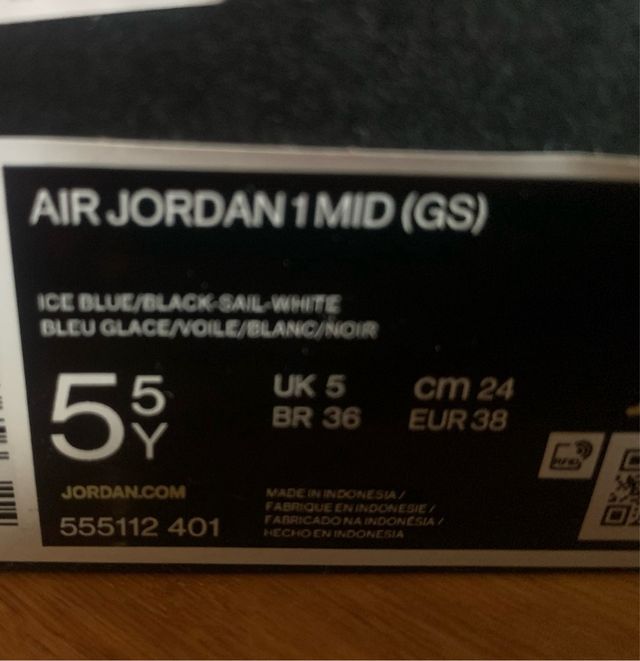 AIR JORDAN 1 MID (GS)
ICE BLUE/BLACK-SAIL-WHITE
BLEU GLACE/VOILE/BLANC/NOIR
5 5 Y
UK 5 cm 24
BR 36 EUR 38
JORDAN.COM
555112 401
MADE IN INDONESIA /
FABRIQUE EN INDONESIE /
FABRICADO NA INDONÉSIA /
HECHO EN INDONESIA
RFID